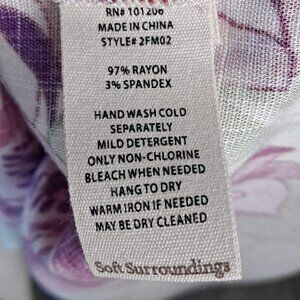 RN# 101206
MADE IN CHINA
STYLE# 2FM02
97% RAYON
3% SPANDEX
HAND WASH COLD
SEPARATELY
MILD DETERGENT
ONLY NON-CHLORINE
BLEACH WHEN NEEDED
HANG TO DRY
WARM IRON IF NEEDED
MAY BE DRY CLEANED
Soft Surroundings